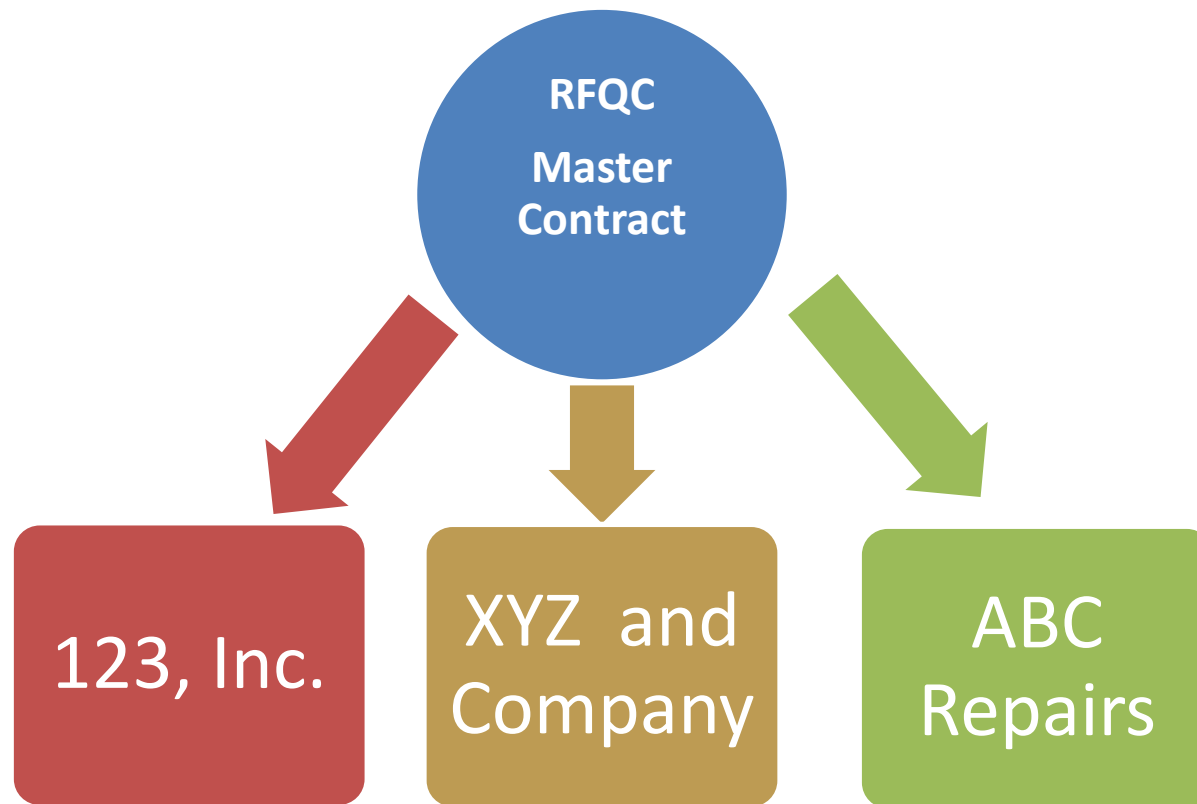 RFQC
Master
Contract
123, Inc.
XYZ  and
Company
ABC
Repairs